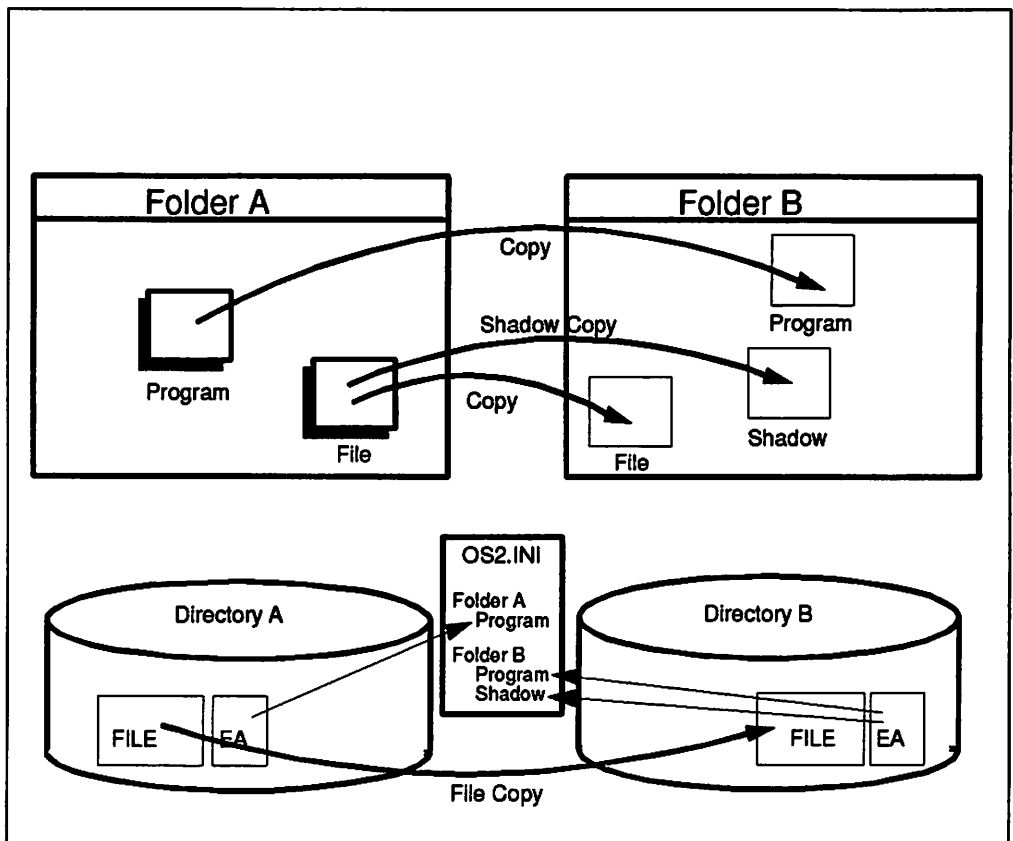 Folder A
Folder B
Copy
Program
Shadow Copy
Program
Copy
File
Shadow
File
OS2.INI
Directory A
Folder A
Program
Folder B
Program
Shadow
Directory B
FILE
EA
FILE
EA
File Copy